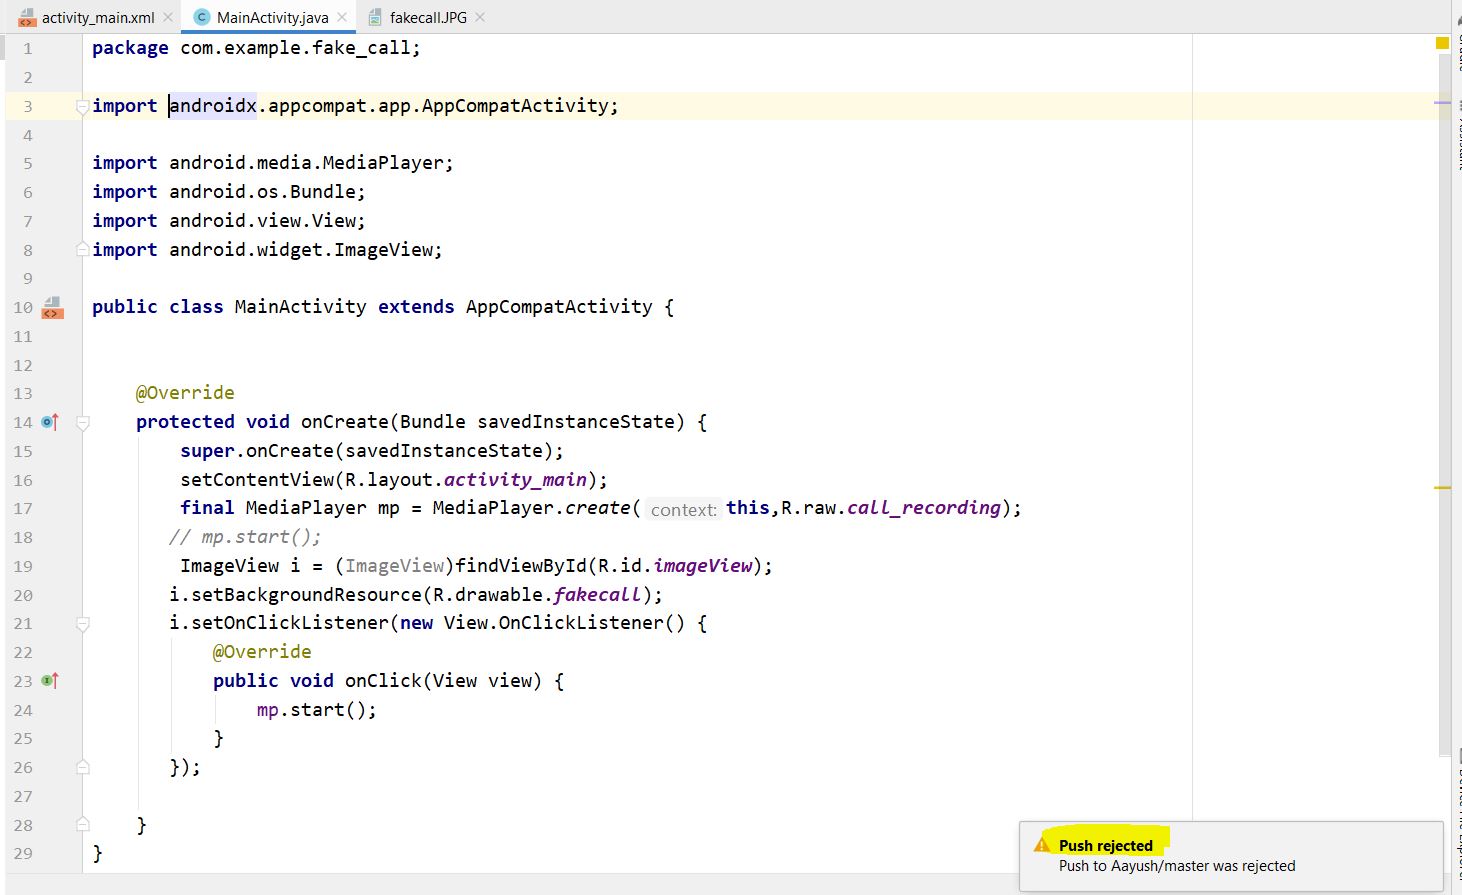 activity_main.xml MainActivity.java fakecall.JPG
1 package com.example.fake_call;
2
3 import androidx.appcompat.app.AppCompatActivity;
4
5 import android.media.MediaPlayer;
6 import android.os.Bundle;
7 import android.view.View;
8 import android.widget.ImageView;
9
10 public class MainActivity extends AppCompatActivity {
11
12
13 @Override
14 protected void onCreate(Bundle savedInstanceState) {
15 super.onCreate(savedInstanceState);
16 setContentView(R.layout.activity_main);
17 final MediaPlayer mp = MediaPlayer.create( context: this,R.raw.call_recording);
18 // mp.start();
19 ImageView i = (ImageView)findViewById(R.id.imageView);
20 i.setBackgroundResource(R.drawable.fakecall);
21 i.setOnClickListener(new View.OnClickListener() {
22 @Override
23 public void onClick(View view) {
24 mp.start();
25 }
26 });
27
28 }
29 }
Push rejected
Push to Aayush/master was rejected